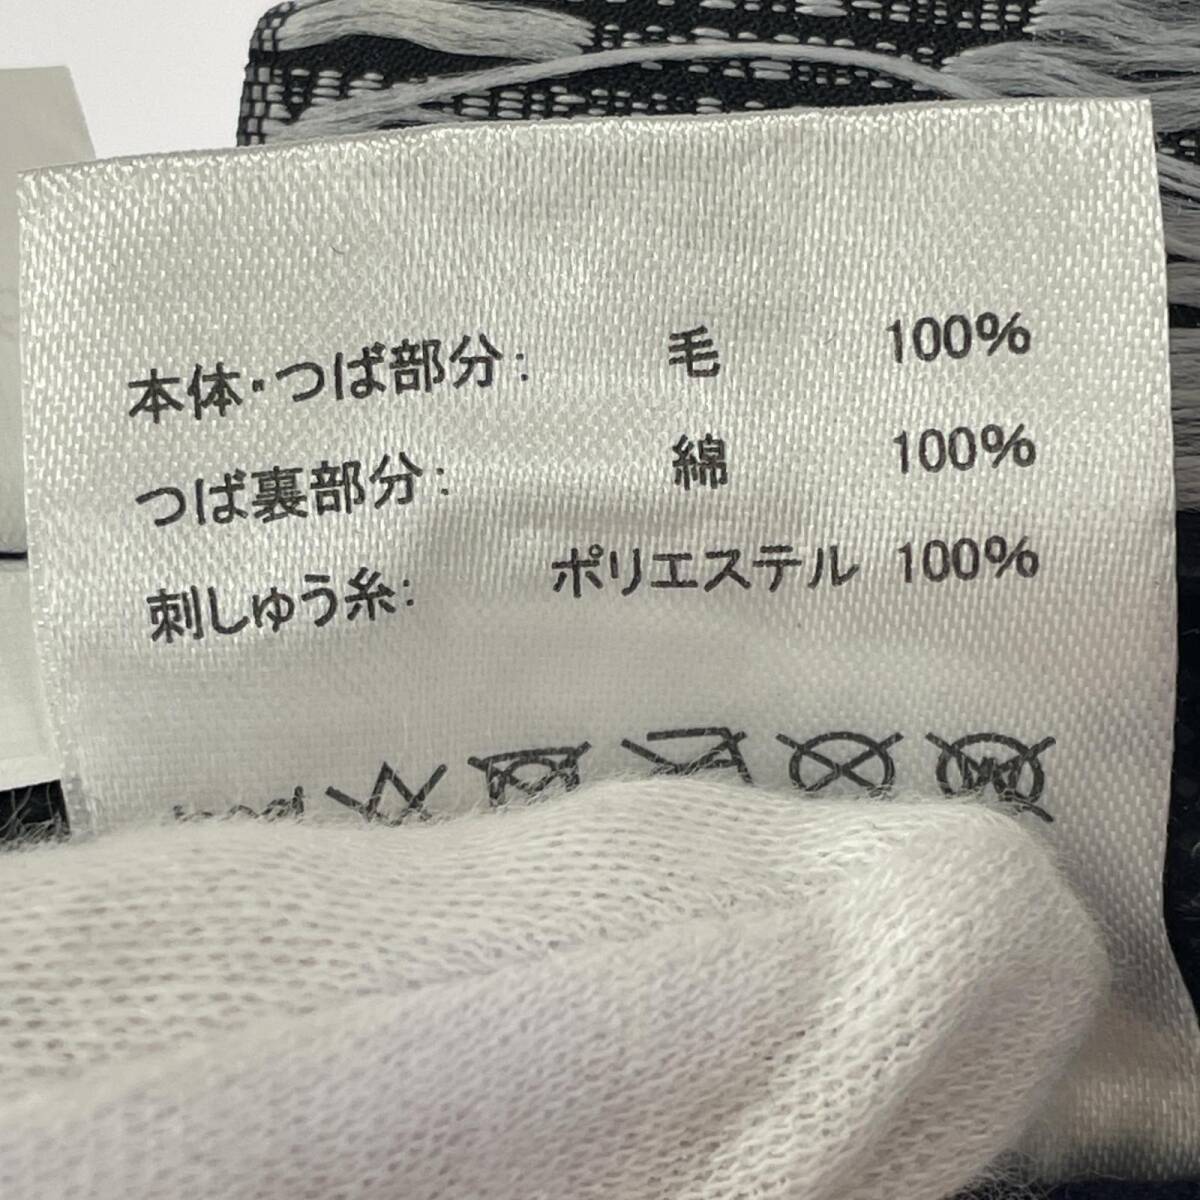 本体・つば部分: 毛 100%
つば裏部分: 綿 100%
刺しゅう糸: ポリエステル 100%